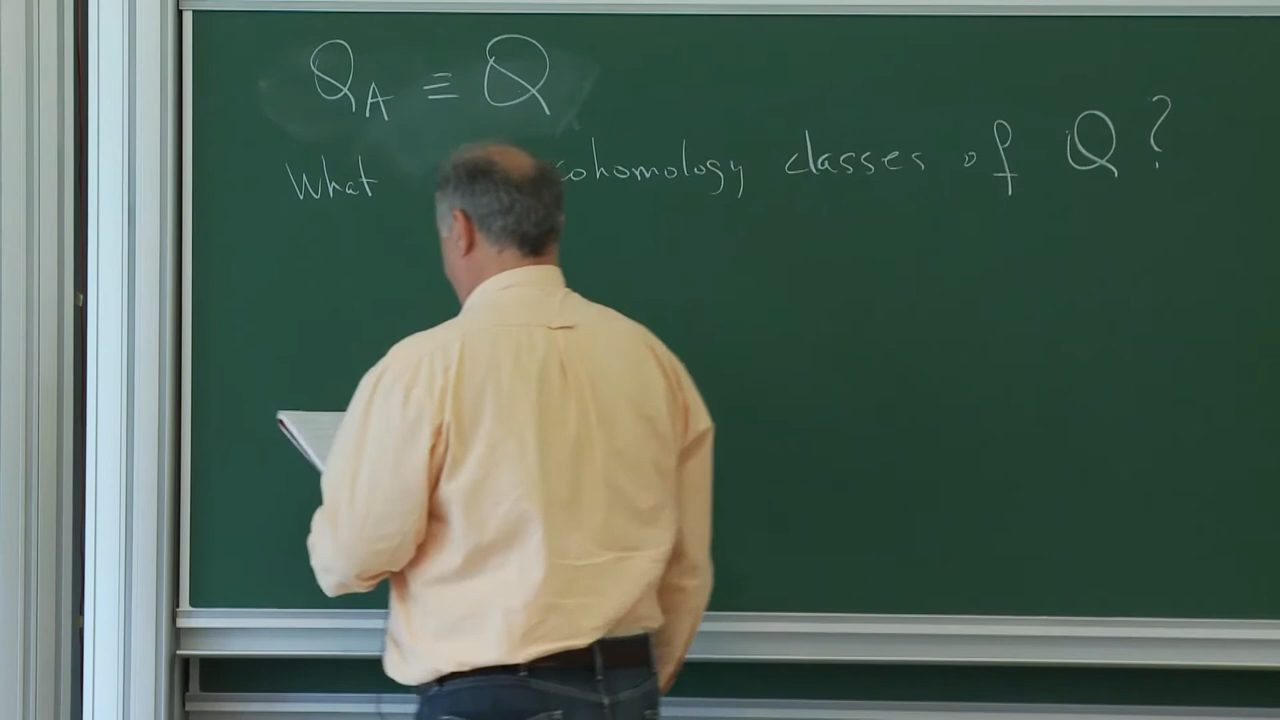 Q_A ≡ Q
What cohomology classes of Q?